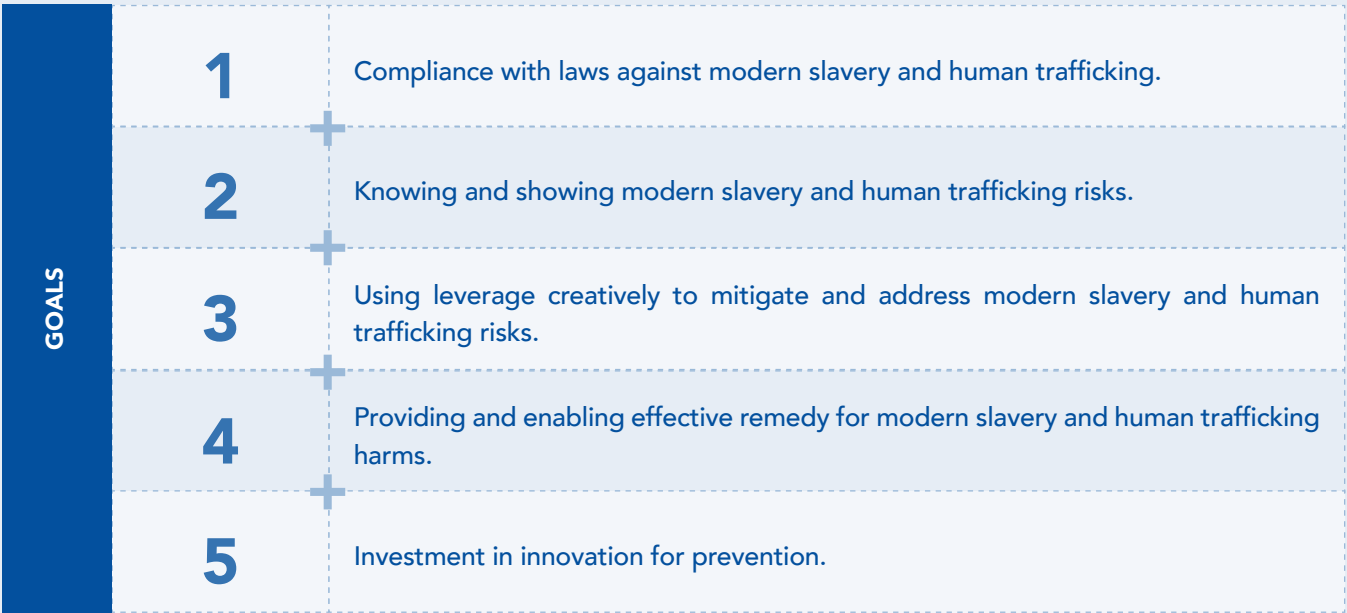 GOALS
1
Compliance with laws against modern slavery and human trafficking.
2
Knowing and showing modern slavery and human trafficking risks.
3
Using leverage creatively to mitigate and address modern slavery and human
trafficking risks.
4
Providing and enabling effective remedy for modern slavery and human trafficking
harms.
5
Investment in innovation for prevention.